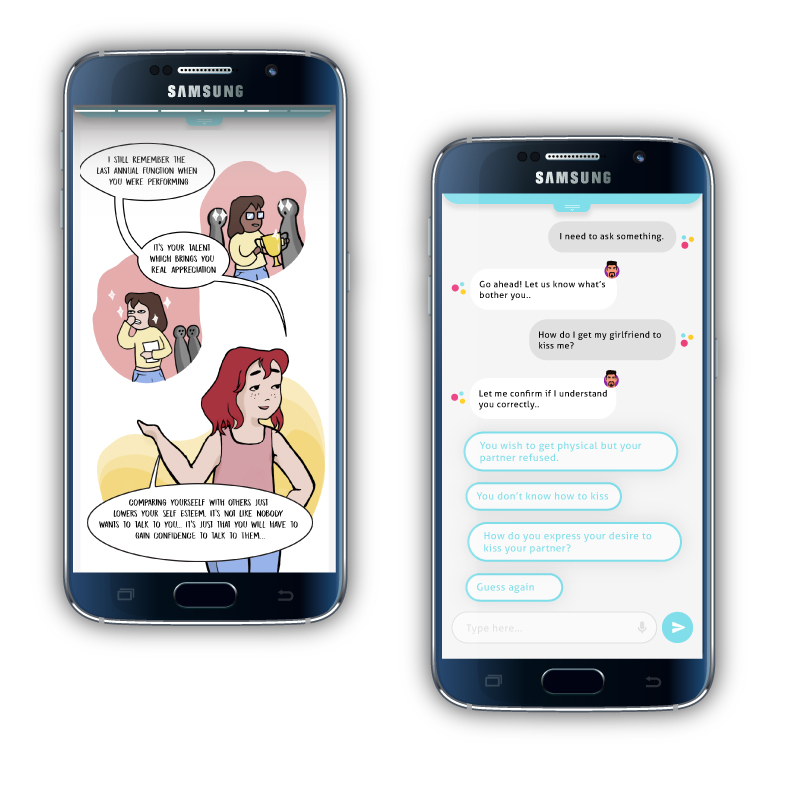 SAMSUNG
I STILL REMEMBER THE
LAST ANNUAL FUNCTION WHEN
YOU WERE PERFORMING
IT'S YOUR TALENT
WHICH BRINGS YOU
REAL APPRECIATION
COMPARING YOURSEELF WITH OTHERS JUST
LOWERS YOUR SELF ESTEEM. IT'S NOT LIKE NOBODY
WANTS TO TALK TO YOU... IT'S JUST THAT YOU WILL HAVE TO
GAIN CONFIDENCE TO TALK TO THEM...
SAMSUNG
I need to ask something.
Go ahead! Let us know what's
bother you..
How do I get my girlfriend to
kiss me?
Let me confirm if I understand
you correctly..
You wish to get physical but your
partner refused.
You don't know how to kiss
How do you express your desire to
kiss your partner?
Guess again
Type here...